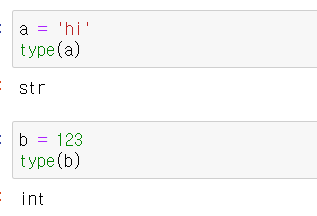 a = 'hi'
type(a)
str
b = 123
type(b)
int